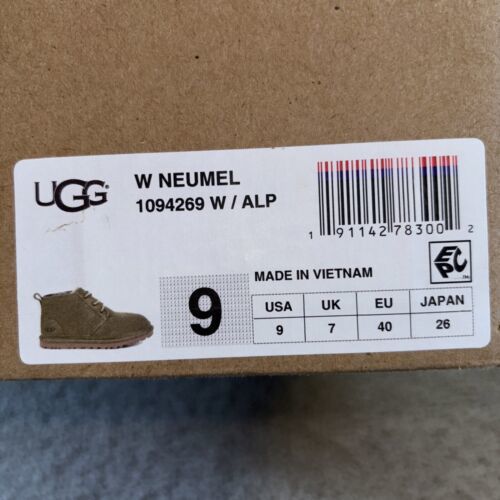 UGG
W NEUMEL
1094269 W / ALP
1 91142 78300 2
EPC
MADE IN VIETNAM
9
USA UK EU JAPAN
9 7 40 26